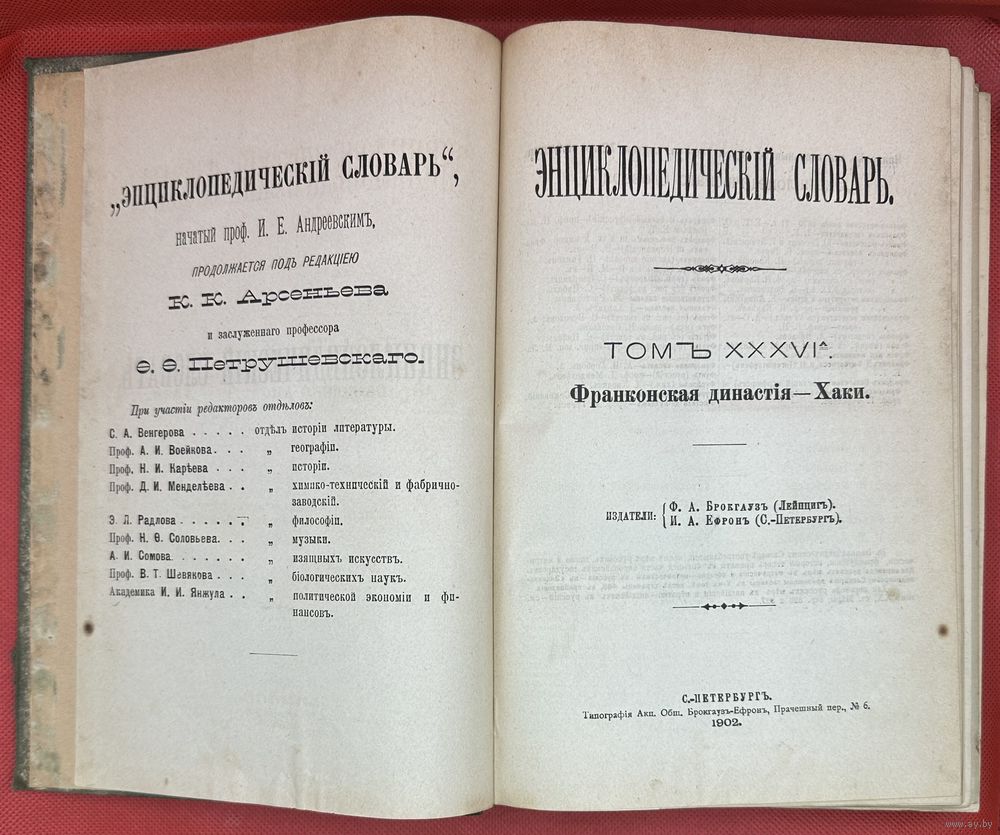 „ЭНЦИКЛОПЕДИЧЕСКІЙ СЛОВАРЬ“,
начатый проф. И. Е. Андреевскимъ,
ПРОДОЛЖАЕТСЯ ПОДЪ РЕДАКЦІЕЮ
К. К. Арсеньева
и заслуженнаго профессора
Ѳ. Ѳ. Петрушевскаго.
При участіи редакторовъ отдѣловъ:
С. А. Венгерова . . . . . отдѣлъ исторіи литературы.
Проф. А. И. Воейкова . . . „ географіи.
Проф. Н. И. Карѣева . . . „ исторіи.
Проф. Д. И. Менделѣева . . „ химико-техническій и фабрично-
заводскій.
Э. Л. Радлова . . . . . . „ философіи.
Проф. Н. Ѳ. Соловьева . . . „ музыки.
А. И. Сомова . . . . . . . „ изящныхъ искусствъ.
Проф. В. Т. Шевякова . . . „ біологическихъ наукъ.
Академика И. И. Янжула . . „ политической экономіи и фи-
нансовъ.
ЭНЦИКЛОПЕДИЧЕСКІЙ СЛОВАРЬ.
ТОМЪ XXXVIᴬ.
Франконская династія—Хаки.
ИЗДАТЕЛИ: { Ф. А. БРОКГАУЗЪ (ЛЕЙПЦИГЪ).
И. А. ЕФРОНЪ (С.-ПЕТЕРБУРГЪ).
С.-ПЕТЕРБУРГЪ.
Типографія Акц. Общ. Брокгаузъ-Ефронъ, Прачешный пер., № 6.
1902.
www.ay.by